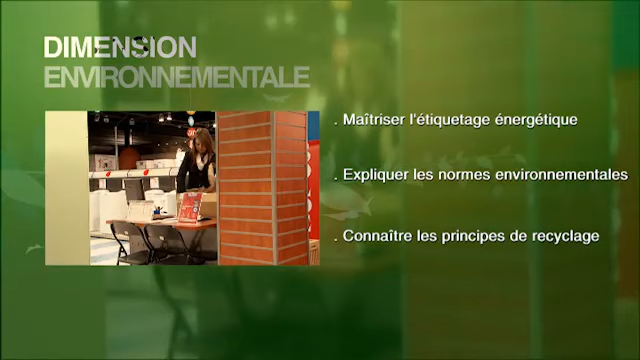 DIMENSION
ENVIRONNEMENTALE
. Maîtriser l'étiquetage énergétique
. Expliquer les normes environnementales
. Connaître les principes de recyclage